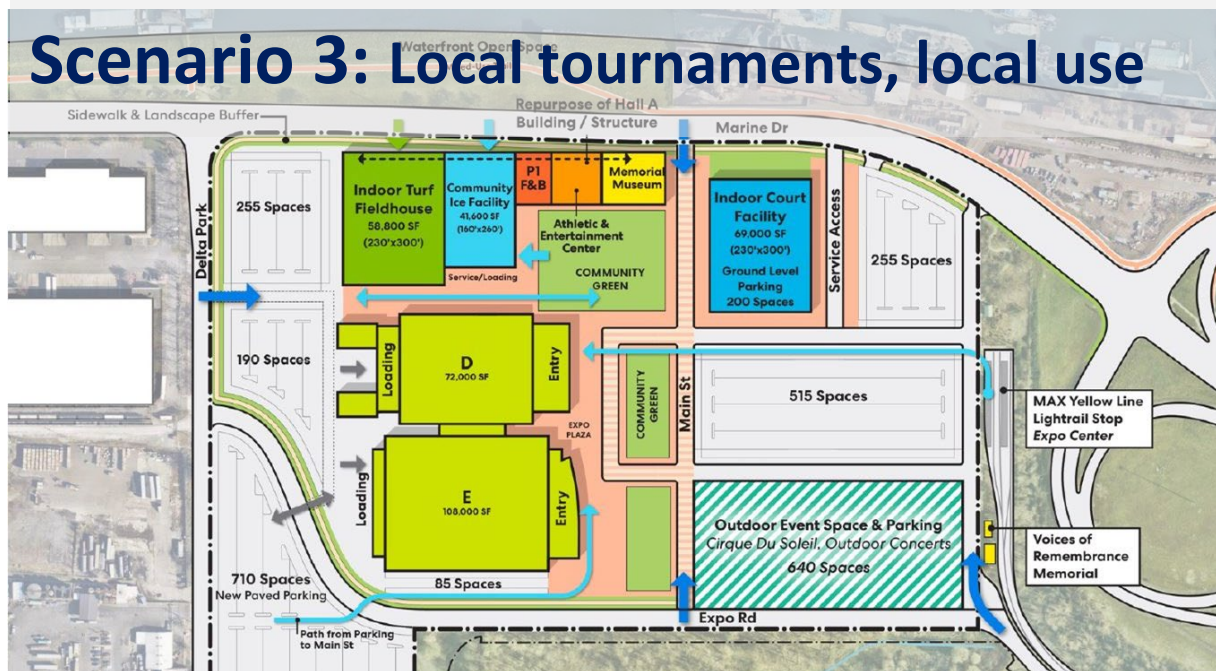 Scenario 3: Local tournaments, local use
Waterfront Open Space
Sidewalk & Landscape Buffer
Repurpose of Hall A
Building / Structure
Marine Dr
Delta Park
255 Spaces
Indoor Turf
Fieldhouse
58,800 SF
(230'x300')
Community
Ice Facility
41,600 SF
(160'x260')
P1
F&B
Memorial
Museum
Athletic &
Entertainment
Center
COMMUNITY
GREEN
Service/Loading
Indoor Court
Facility
69,000 SF
(230'x300')
Ground Level
Parking
200 Spaces
Service Access
255 Spaces
190 Spaces
Loading
D
72,000 SF
Entry
EXPO
PLAZA
COMMUNITY
GREEN
Main St
515 Spaces
MAX Yellow Line
Lightrail Stop
Expo Center
Loading
E
108,000 SF
Entry
85 Spaces
710 Spaces
New Paved Parking
Path from Parking
to Main St
Outdoor Event Space & Parking
Cirque Du Soleil, Outdoor Concerts
640 Spaces
Voices of
Remembrance
Memorial
Expo Rd